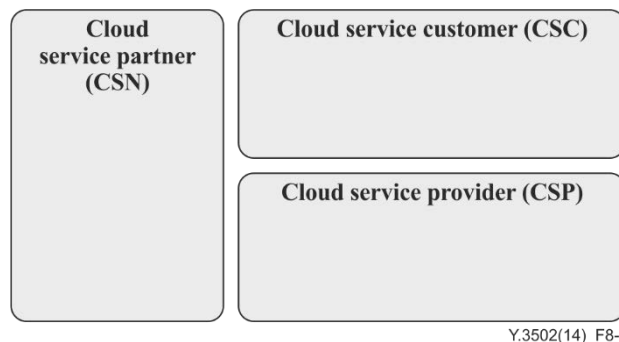 Cloud
service partner
(CSN)
Cloud service customer (CSC)
Cloud service provider (CSP)
Y.3502(14)_F8-